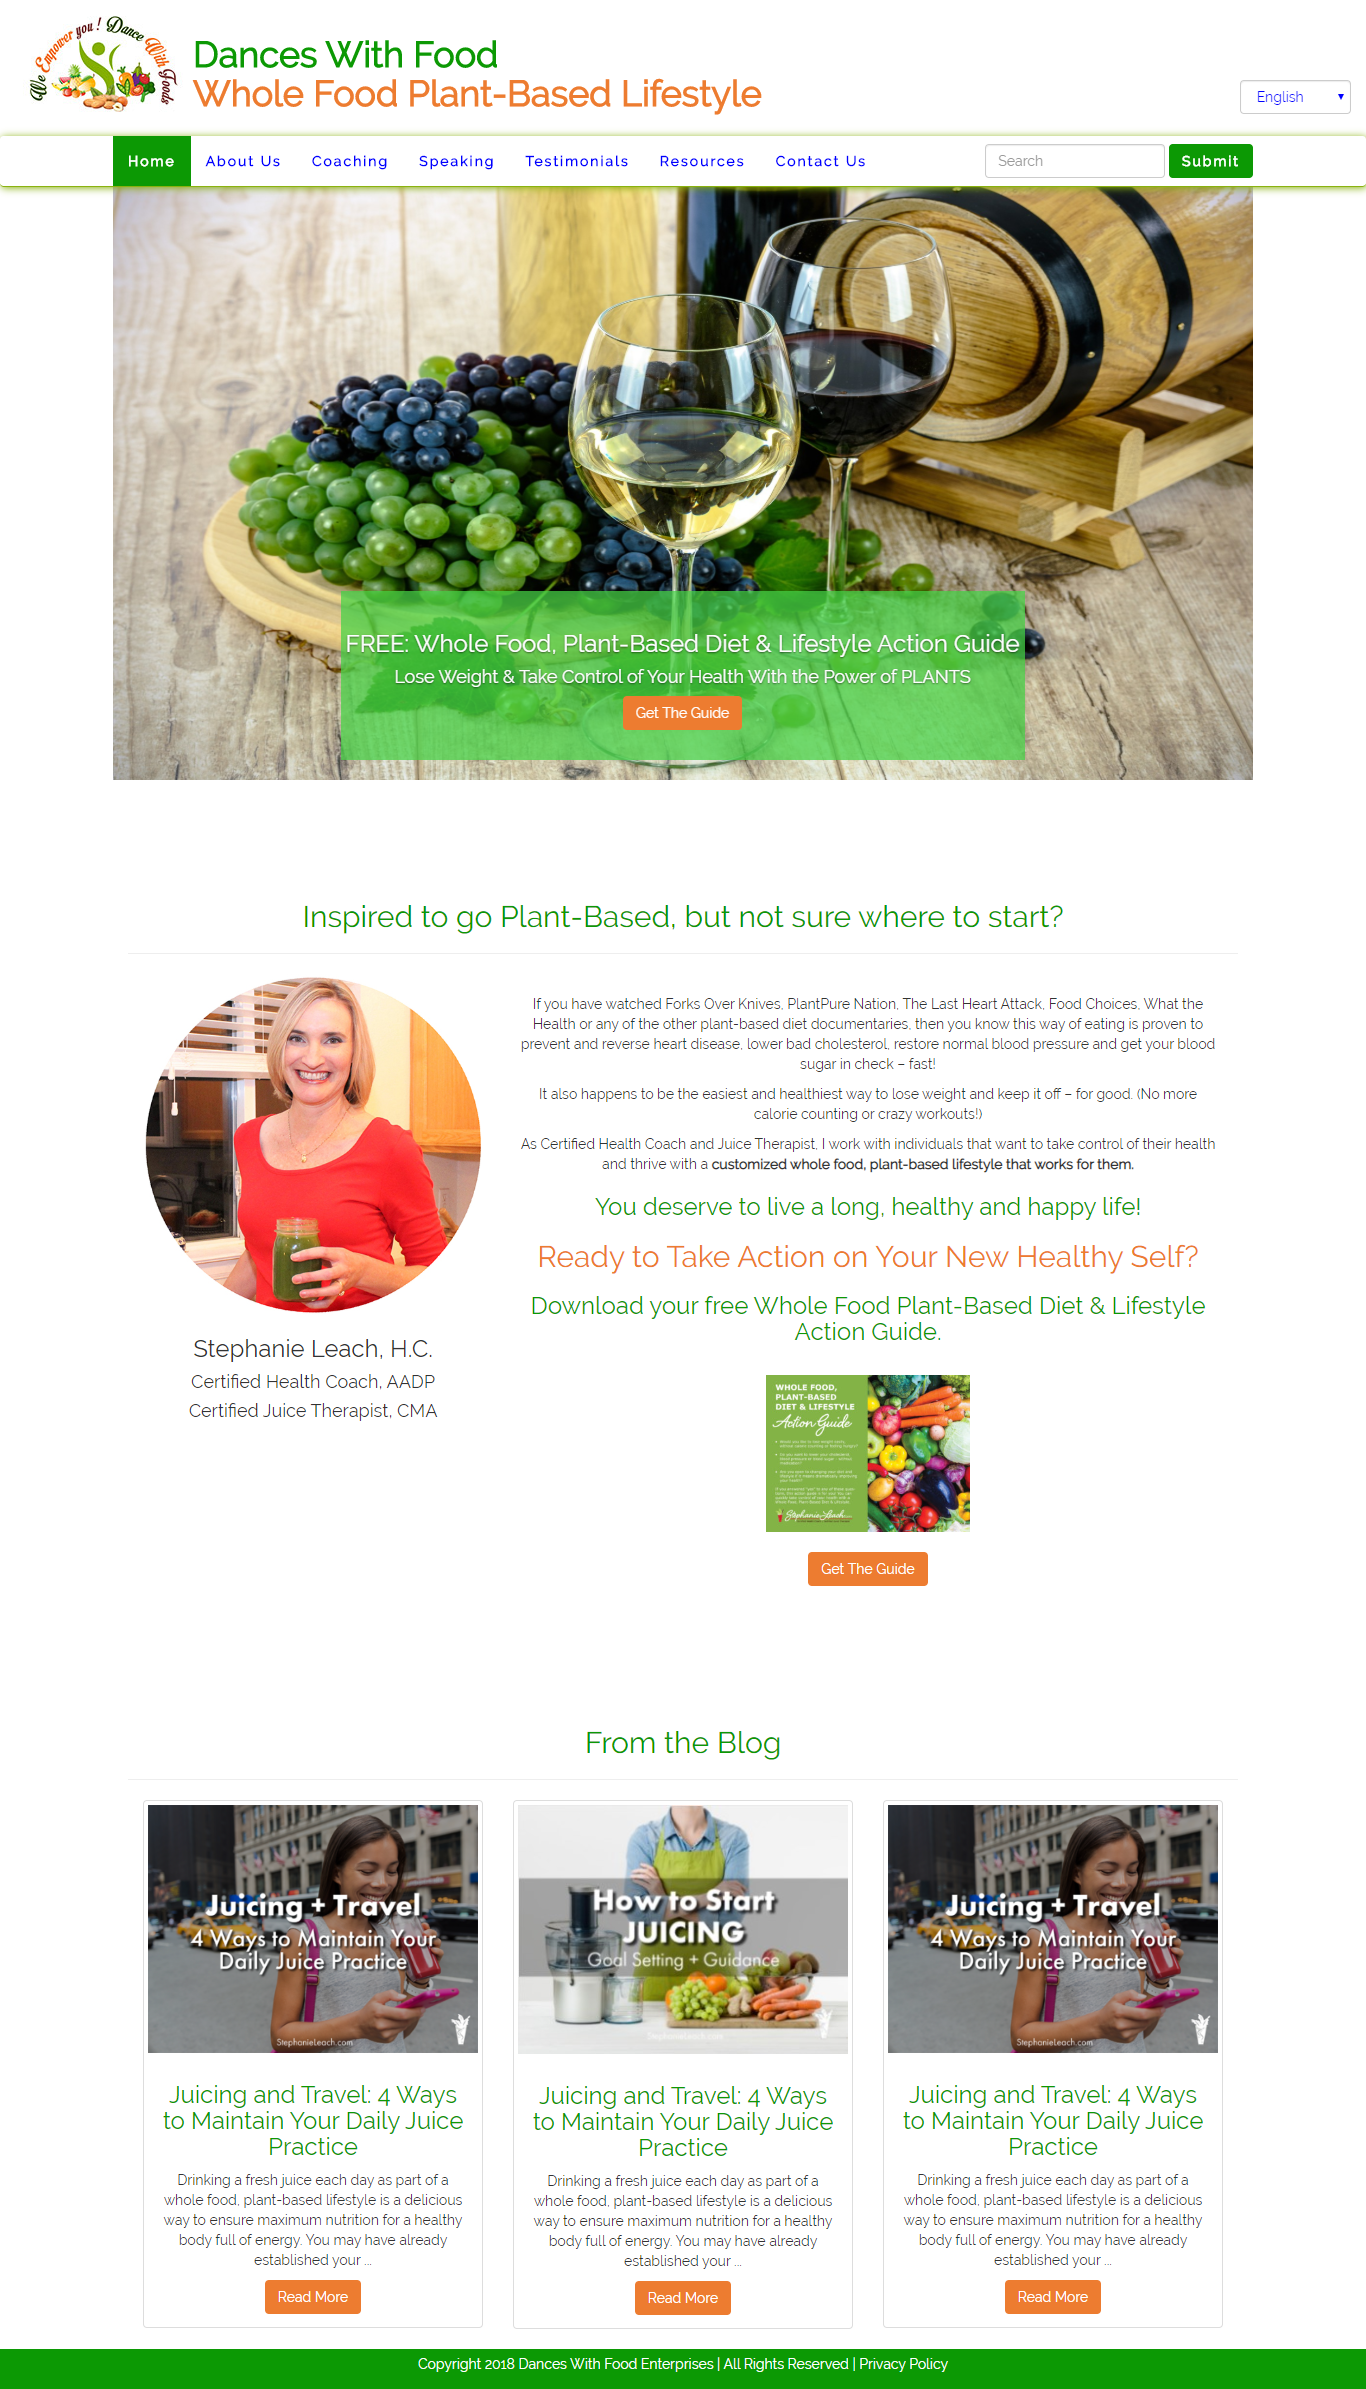 We Empower you! Dance With Foods
Dances With Food
Whole Food Plant-Based Lifestyle
English
Home About Us Coaching Speaking Testimonials Resources Contact Us Search Submit
FREE: Whole Food, Plant-Based Diet & Lifestyle Action Guide
Lose Weight & Take Control of Your Health With the Power of PLANTS
Get The Guide
Inspired to go Plant-Based, but not sure where to start?
If you have watched Forks Over Knives, PlantPure Nation, The Last Heart Attack, Food Choices, What the
Health or any of the other plant-based diet documentaries, then you know this way of eating is proven to
prevent and reverse heart disease, lower bad cholesterol, restore normal blood pressure and get your blood
sugar in check – fast!
It also happens to be the easiest and healthiest way to lose weight and keep it off – for good. (No more
calorie counting or crazy workouts!)
As Certified Health Coach and Juice Therapist, I work with individuals that want to take control of their health
and thrive with a customized whole food, plant-based lifestyle that works for them.
You deserve to live a long, healthy and happy life!
Ready to Take Action on Your New Healthy Self?
Download your free Whole Food Plant-Based Diet & Lifestyle
Action Guide.
Stephanie Leach, H.C.
Certified Health Coach, AADP
Certified Juice Therapist, CMA
WHOLE FOOD,
PLANT-BASED
DIET & LIFESTYLE
Action Guide
Stephanie Leach
Get The Guide
From the Blog
Juicing + Travel
4 Ways to Maintain Your
Daily Juice Practice
StephanieLeach.com
Juicing and Travel: 4 Ways
to Maintain Your Daily Juice
Practice
Drinking a fresh juice each day as part of a
whole food, plant-based lifestyle is a delicious
way to ensure maximum nutrition for a healthy
body full of energy. You may have already
established your ...
Read More
How to Start
JUICING
Goal Setting + Guidance
StephanieLeach.com
Juicing and Travel: 4 Ways
to Maintain Your Daily Juice
Practice
Drinking a fresh juice each day as part of a
whole food, plant-based lifestyle is a delicious
way to ensure maximum nutrition for a healthy
body full of energy. You may have already
established your ...
Read More
Juicing + Travel
4 Ways to Maintain Your
Daily Juice Practice
StephanieLeach.com
Juicing and Travel: 4 Ways
to Maintain Your Daily Juice
Practice
Drinking a fresh juice each day as part of a
whole food, plant-based lifestyle is a delicious
way to ensure maximum nutrition for a healthy
body full of energy. You may have already
established your ...
Read More
Copyright 2018 Dances With Food Enterprises | All Rights Reserved | Privacy Policy